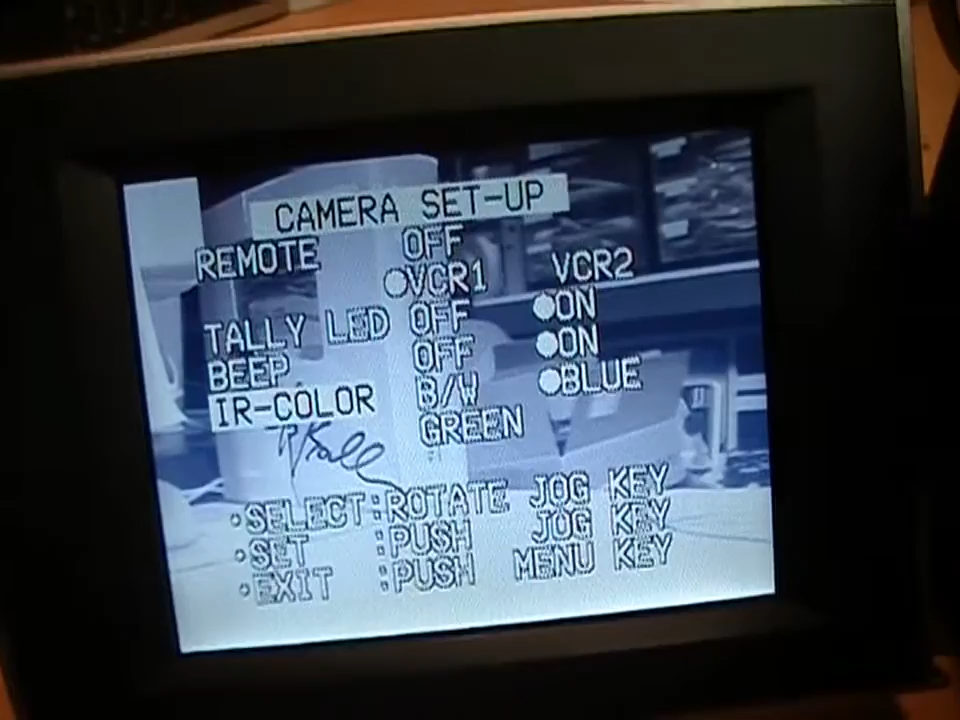 CAMERA SET-UP
REMOTE OFF
●VCR1 VCR2
TALLY LED OFF ●ON
BEEP OFF ●ON
IR-COLOR B/W ●BLUE
GREEN
•SELECT:ROTATE JOG KEY
•SET :PUSH JOG KEY
•EXIT :PUSH MENU KEY